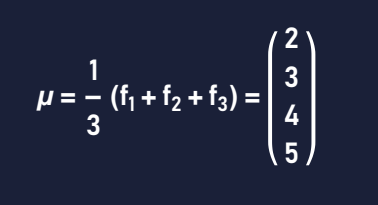 μ = 1/3 (f₁ + f₂ + f₃) = (2 3 4 5)